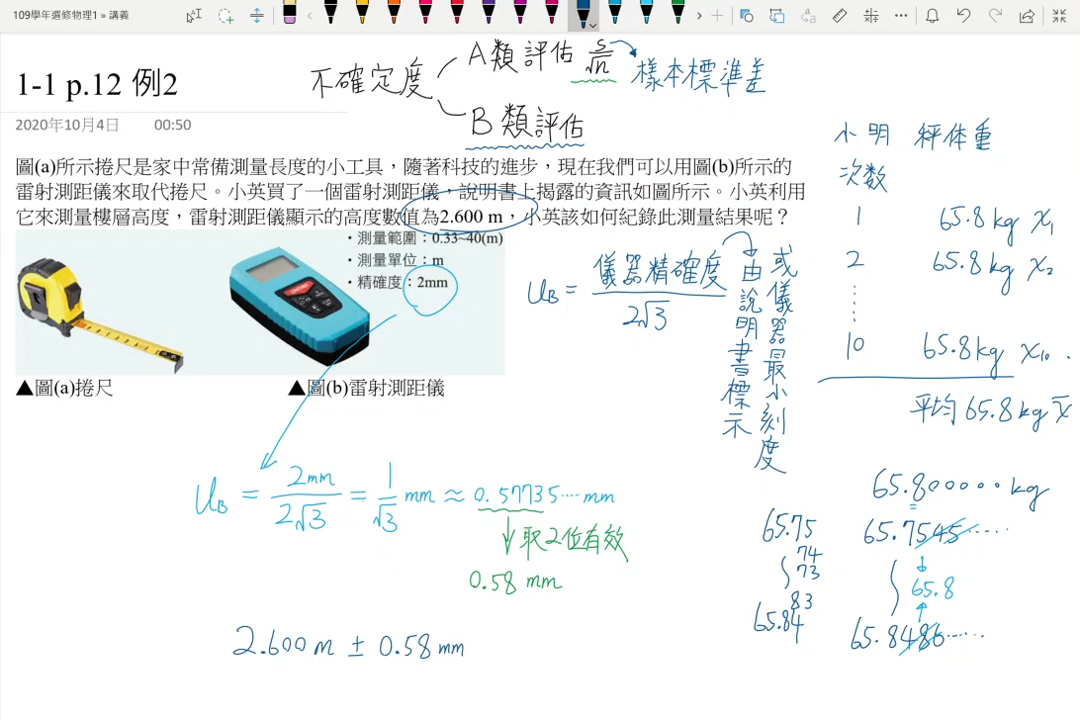 109學年選修物理1 » 講義
1-1 p.12 例2
2020年10月4日 00:50
不確定度
A類評估 s/√n
樣本標準差
B類評估
圖(a)所示捲尺是家中常備測量長度的小工具，隨著科技的進步，現在我們可以用圖(b)所示的
雷射測距儀來取代捲尺。小英買了一個雷射測距儀，說明書上揭露的資訊如圖所示。小英利用
它來測量樓層高度，雷射測距儀顯示的高度數值為2.600 m，小英該如何紀錄此測量結果呢？
・測量範圍：0.33~40(m)
・測量單位：m
・精確度：2mm
▲圖(a)捲尺
▲圖(b)雷射測距儀
U_B = 儀器精確度 / 2√3
由說明書標示
或儀器最小刻度
小明 秤体重
次數
1 65.8 kg x₁
2 65.8 kg x₂
10 65.8 kg x₁₀
平均 65.8 kg x̄
U_B = 2mm / 2√3 = 1/√3 mm ≈ 0.57735…… mm
取2位有效
0.58 mm
2.600 m ± 0.58 mm
65.800000 kg
65.75
74
73
83
65.84
65.7545……
65.8
65.8486……